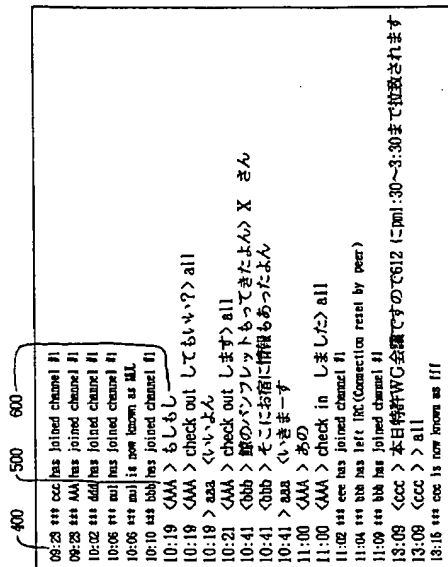 400
500
600
09:23 *** ccc has joined channel #1
09:23 *** AAA has joined channel #1
10:02 *** ddd has joined channel #1
10:06 *** nul has joined channel #1
10:06 *** nul is now known as
10:10 *** bbb has joined channel #1
10:19 <AAA> もしもし
10:19 <AAA> check out してもいい?> all
10:19 > aaa <いいよん
10:21 <AAA> check out します> all
10:41 <bbb> 館のパンフレットもってきたよん> X さん
10:41 <bbb> そこにお宿に情報もあったよん
10:41 > aaa <いきまーす
11:00 <AAA> あの
11:00 <AAA> check in しました> all
11:02 *** eee has joined channel #1
11:04 *** bbb has left IRC(Connection reset by peer)
11:09 *** bbb has joined channel #1
13:09 <ccc> 本日特許WG会議ですので612 (にpm1:30~3:30まで拉致されます
13:09 <ccc> > all
13:16 *** ccc is now known as fff